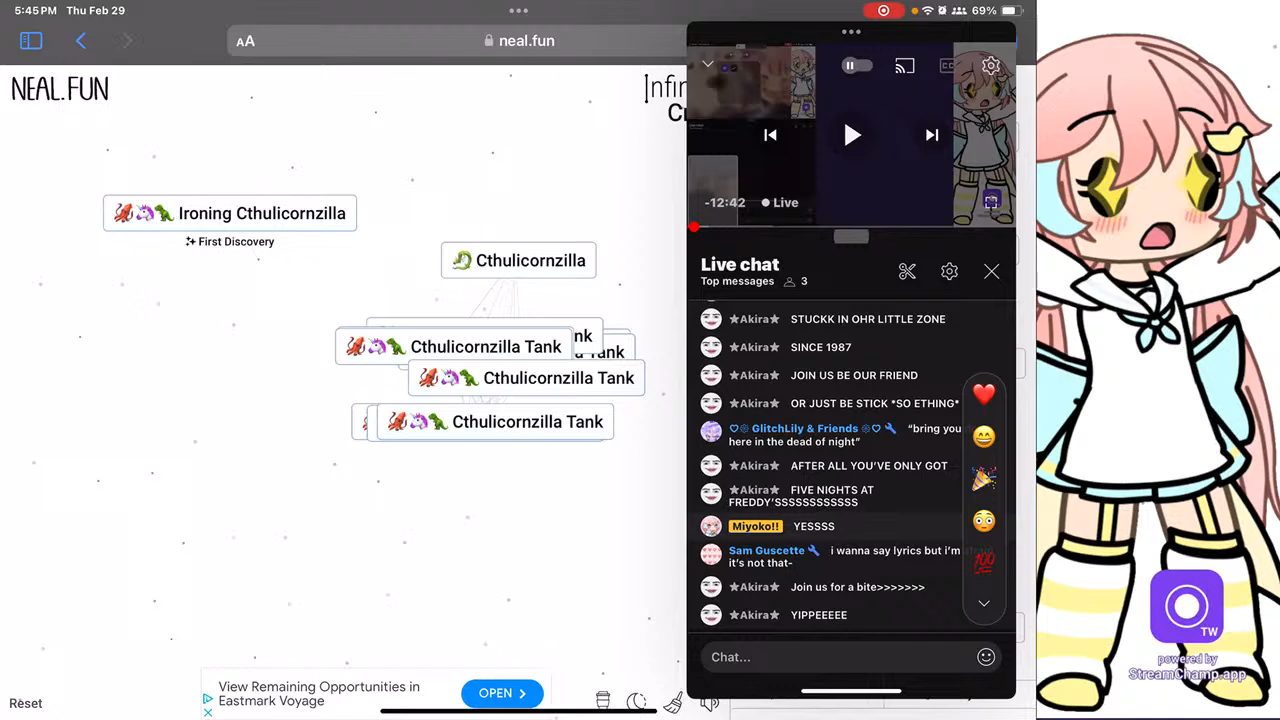 5:45 PM Thu Feb 29
69%
AA
neal.fun
NEAL.FUN
Ironing Cthulicornzilla
First Discovery
Cthulicornzilla
nk
Cthulicornzilla Tank
a Tank
Cthulicornzilla Tank
Cthulicornzilla Tank
View Remaining Opportunities in
Eastmark Voyage
OPEN
Reset
-12:42
Live
Live chat
Top messages 3
★Akira★ STUCKK IN OHR LITTLE ZONE
★Akira★ SINCE 1987
★Akira★ JOIN US BE OUR FRIEND
★Akira★ OR JUST BE STICK *SO ETHING*
GlitchLily & Friends “bring you
here in the dead of night”
★Akira★ AFTER ALL YOU’VE ONLY GOT
★Akira★ FIVE NIGHTS AT
FREDDY’SSSSSSSSSSSS
Miyoko!! YESSSS
Sam Guscette i wanna say lyrics but i’m
it’s not that-
★Akira★ Join us for a bite>>>>>>>
★Akira★ YIPPEEEEE
100
Chat...
TW
powered by
StreamChamp.app